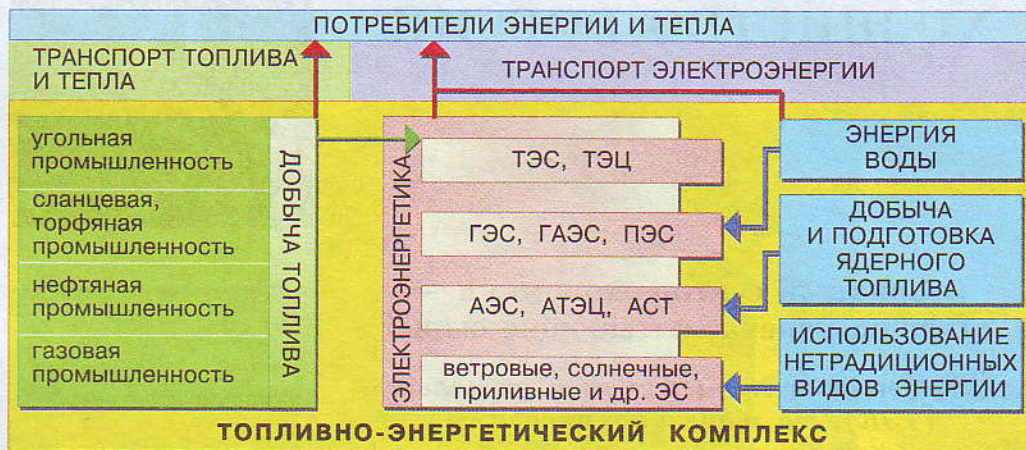 ПОТРЕБИТЕЛИ ЭНЕРГИИ И ТЕПЛА
ТРАНСПОРТ ТОПЛИВА
И ТЕПЛА
ТРАНСПОРТ ЭЛЕКТРОЭНЕРГИИ
угольная
промышленность
сланцевая,
торфяная
промышленность
нефтяная
промышленность
газовая
промышленность
ДОБЫЧА ТОПЛИВА
ЭЛЕКТРОЭНЕРГЕТИКА
ТЭС, ТЭЦ
ГЭС, ГАЭС, ПЭС
АЭС, АТЭЦ, АСТ
ветровые, солнечные,
приливные и др. ЭС
ЭНЕРГИЯ
ВОДЫ
ДОБЫЧА
И ПОДГОТОВКА
ЯДЕРНОГО
ТОПЛИВА
ИСПОЛЬЗОВАНИЕ
НЕТРАДИЦИОННЫХ
ВИДОВ ЭНЕРГИИ
ТОПЛИВНО-ЭНЕРГЕТИЧЕСКИЙ КОМПЛЕКС